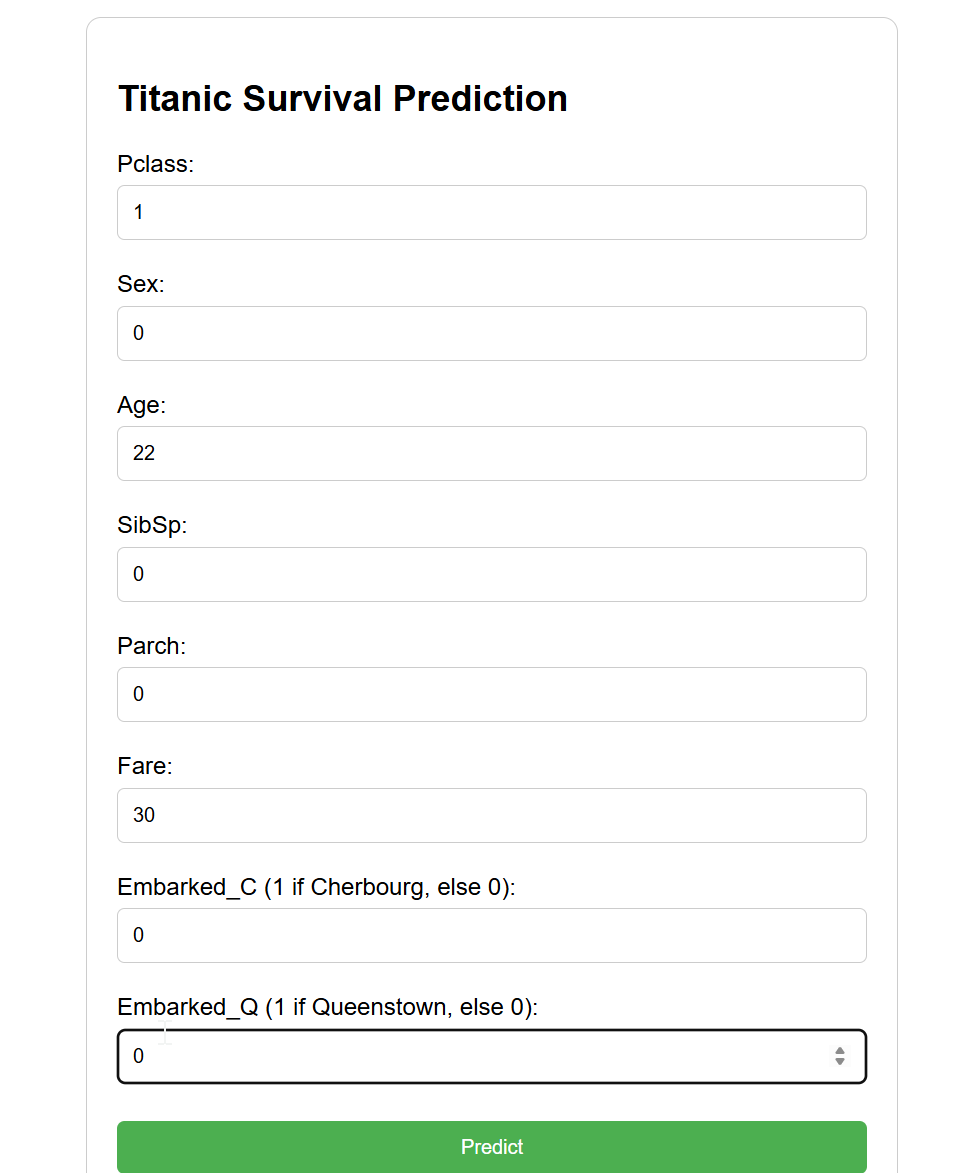 Titanic Survival Prediction
Pclass:
1
Sex:
0
Age:
22
SibSp:
0
Parch:
0
Fare:
30
Embarked_C (1 if Cherbourg, else 0):
0
Embarked_Q (1 if Queenstown, else 0):
0
Predict